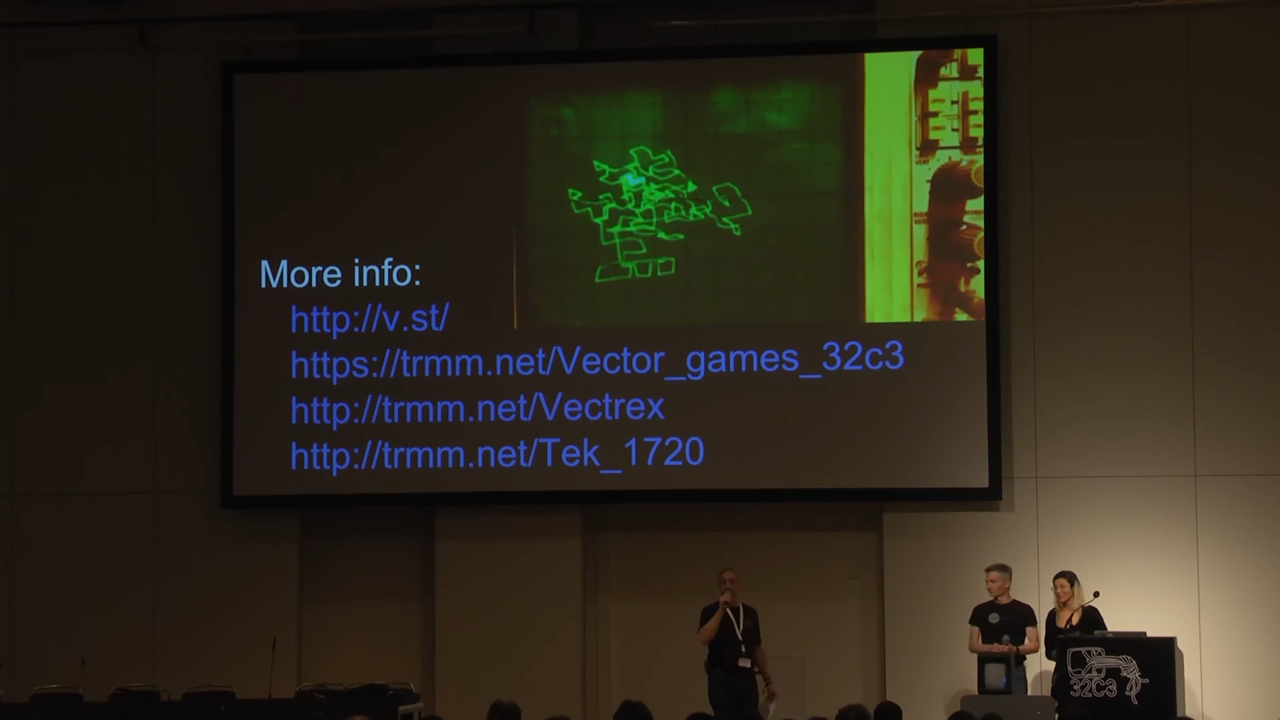 More info:
http://v.st/
https://trmm.net/Vector_games_32c3
http://trmm.net/Vectrex
http://trmm.net/Tek_1720
32C3